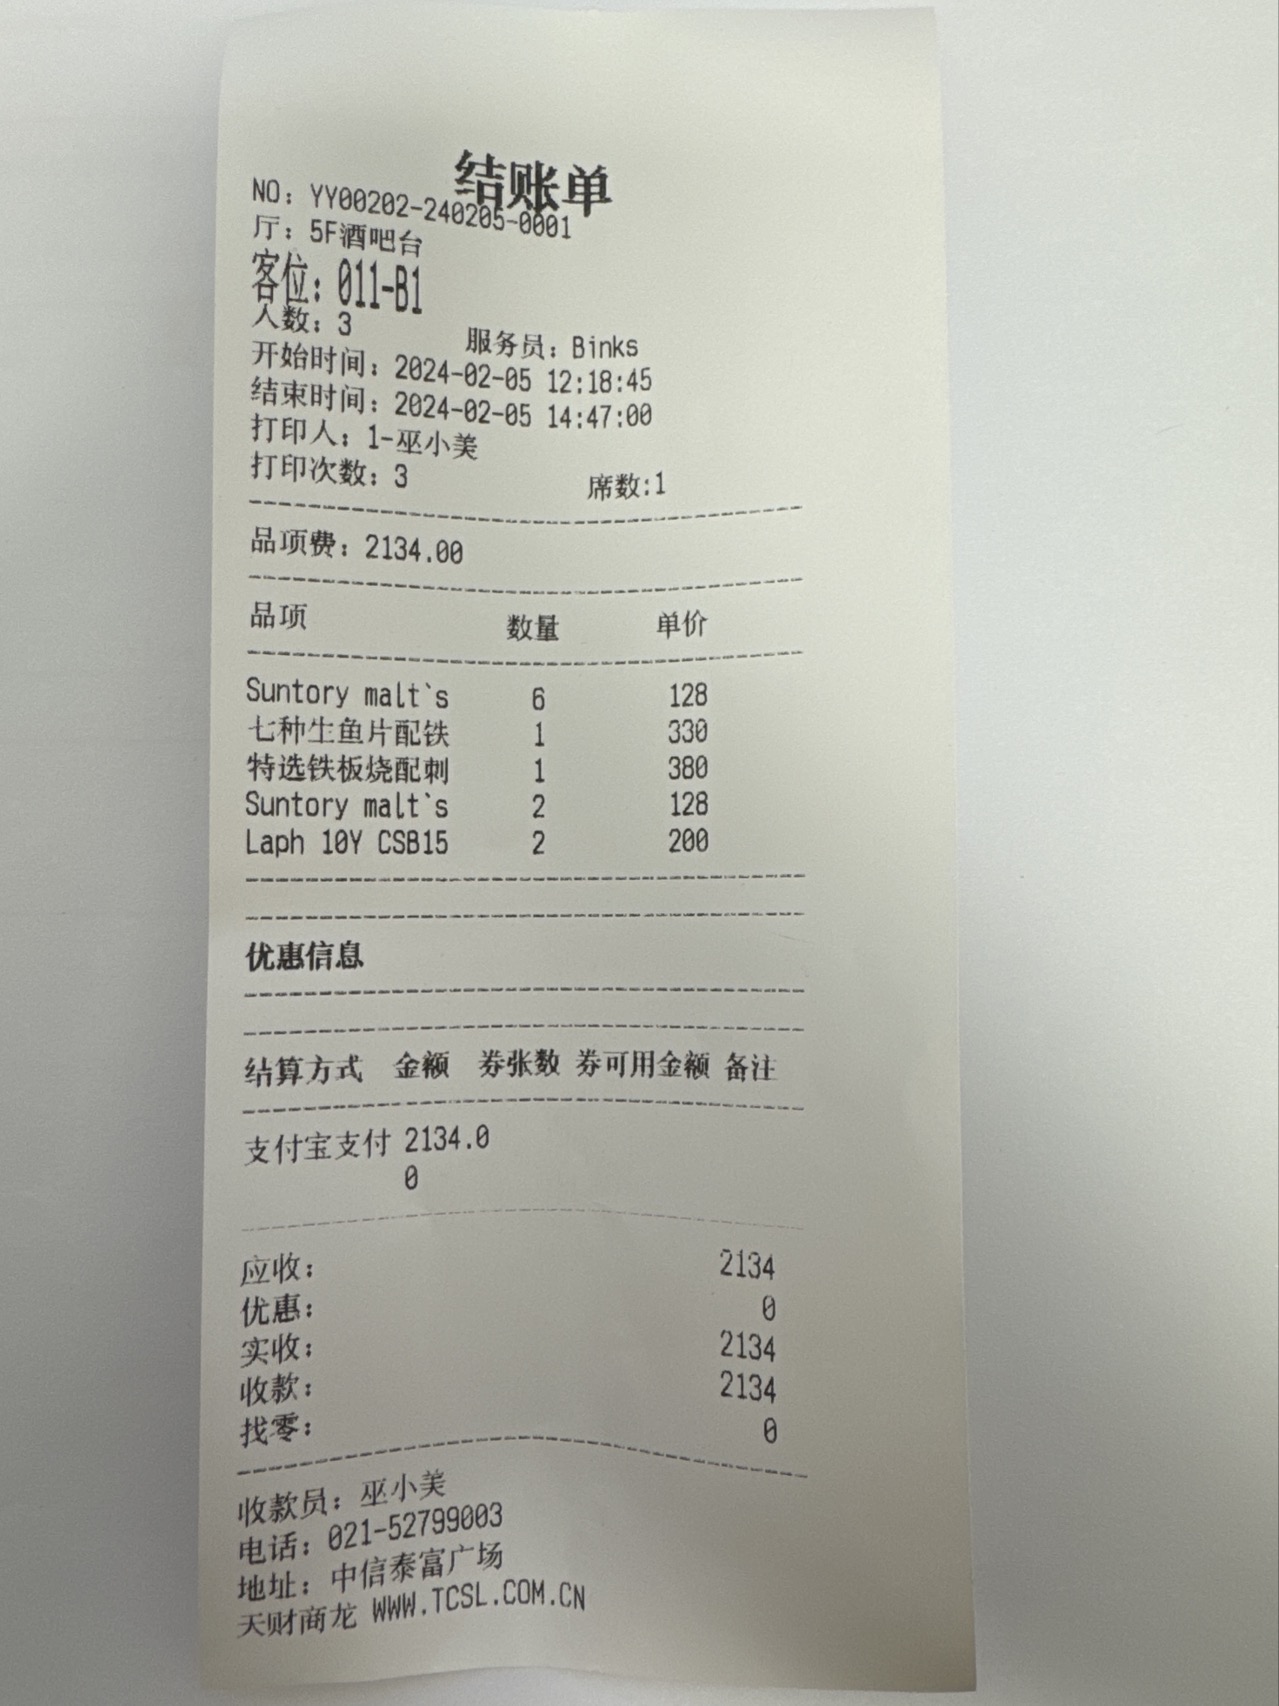 结账单
NO：YY00202-240205-0001
厅：5F酒吧台
客位：011-B1
人数：3 服务员：Binks
开始时间：2024-02-05 12:18:45
结束时间：2024-02-05 14:47:00
打印人：1-巫小美
打印次数：3 席数:1
品项费：2134.00
品项 数量 单价
Suntory malt`s 6 128
七种生鱼片配铁 1 330
特选铁板烧配刺 1 380
Suntory malt`s 2 128
Laph 10Y CSB15 2 200
优惠信息
结算方式 金额 券张数 券可用金额 备注
支付宝支付 2134.0
0
应收： 2134
优惠： 0
实收： 2134
收款： 2134
找零： 0
收款员：巫小美
电话：021-52799003
地址：中信泰富广场
天财商龙 WWW.TCSL.COM.CN